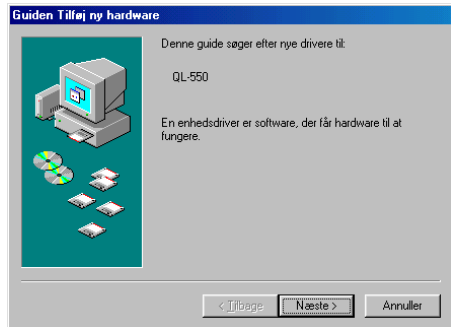 Guiden Tilføj ny hardware
Denne guide søger efter nye drivere til:
QL-550
En enhedsdriver er software, der får hardware til at
fungere.
< Tilbage
Næste >
Annuller